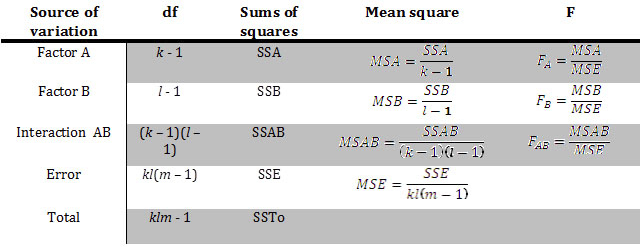 Source of variation df Sums of squares Mean square F
Factor A k - 1 SSA MSA = SSA / k − 1 F_A = MSA / MSE
Factor B l - 1 SSB MSB = SSB / l − 1 F_B = MSB / MSE
Interaction AB (k – 1)(l – 1) SSAB MSAB = SSAB / (k − 1)(l − 1) F_AB = MSAB / MSE
Error kl(m – 1) SSE MSE = SSE / kl(m − 1)
Total klm - 1 SSTo